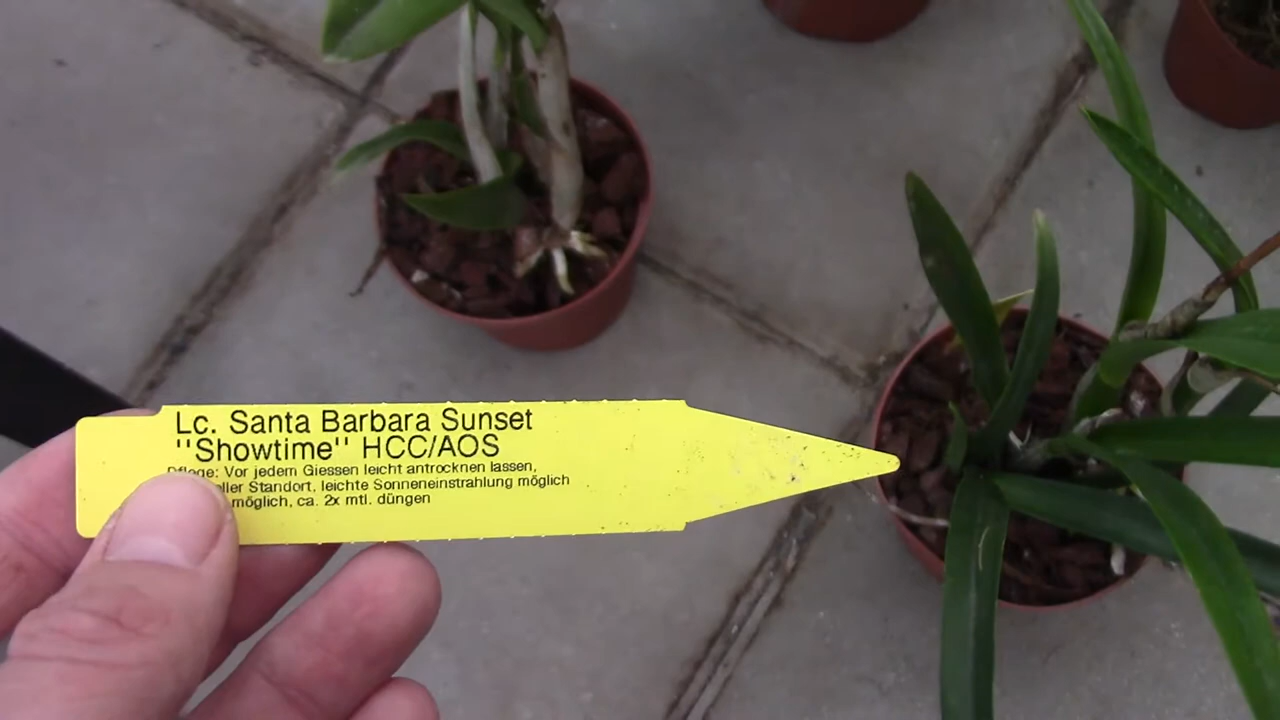 Lc. Santa Barbara Sunset
"Showtime" HCC/AOS
Pflege: Vor jedem Giessen leicht antrocknen lassen,
Standort, leichte Sonneneinstrahlung möglich
möglich, ca. 2x mtl. düngen